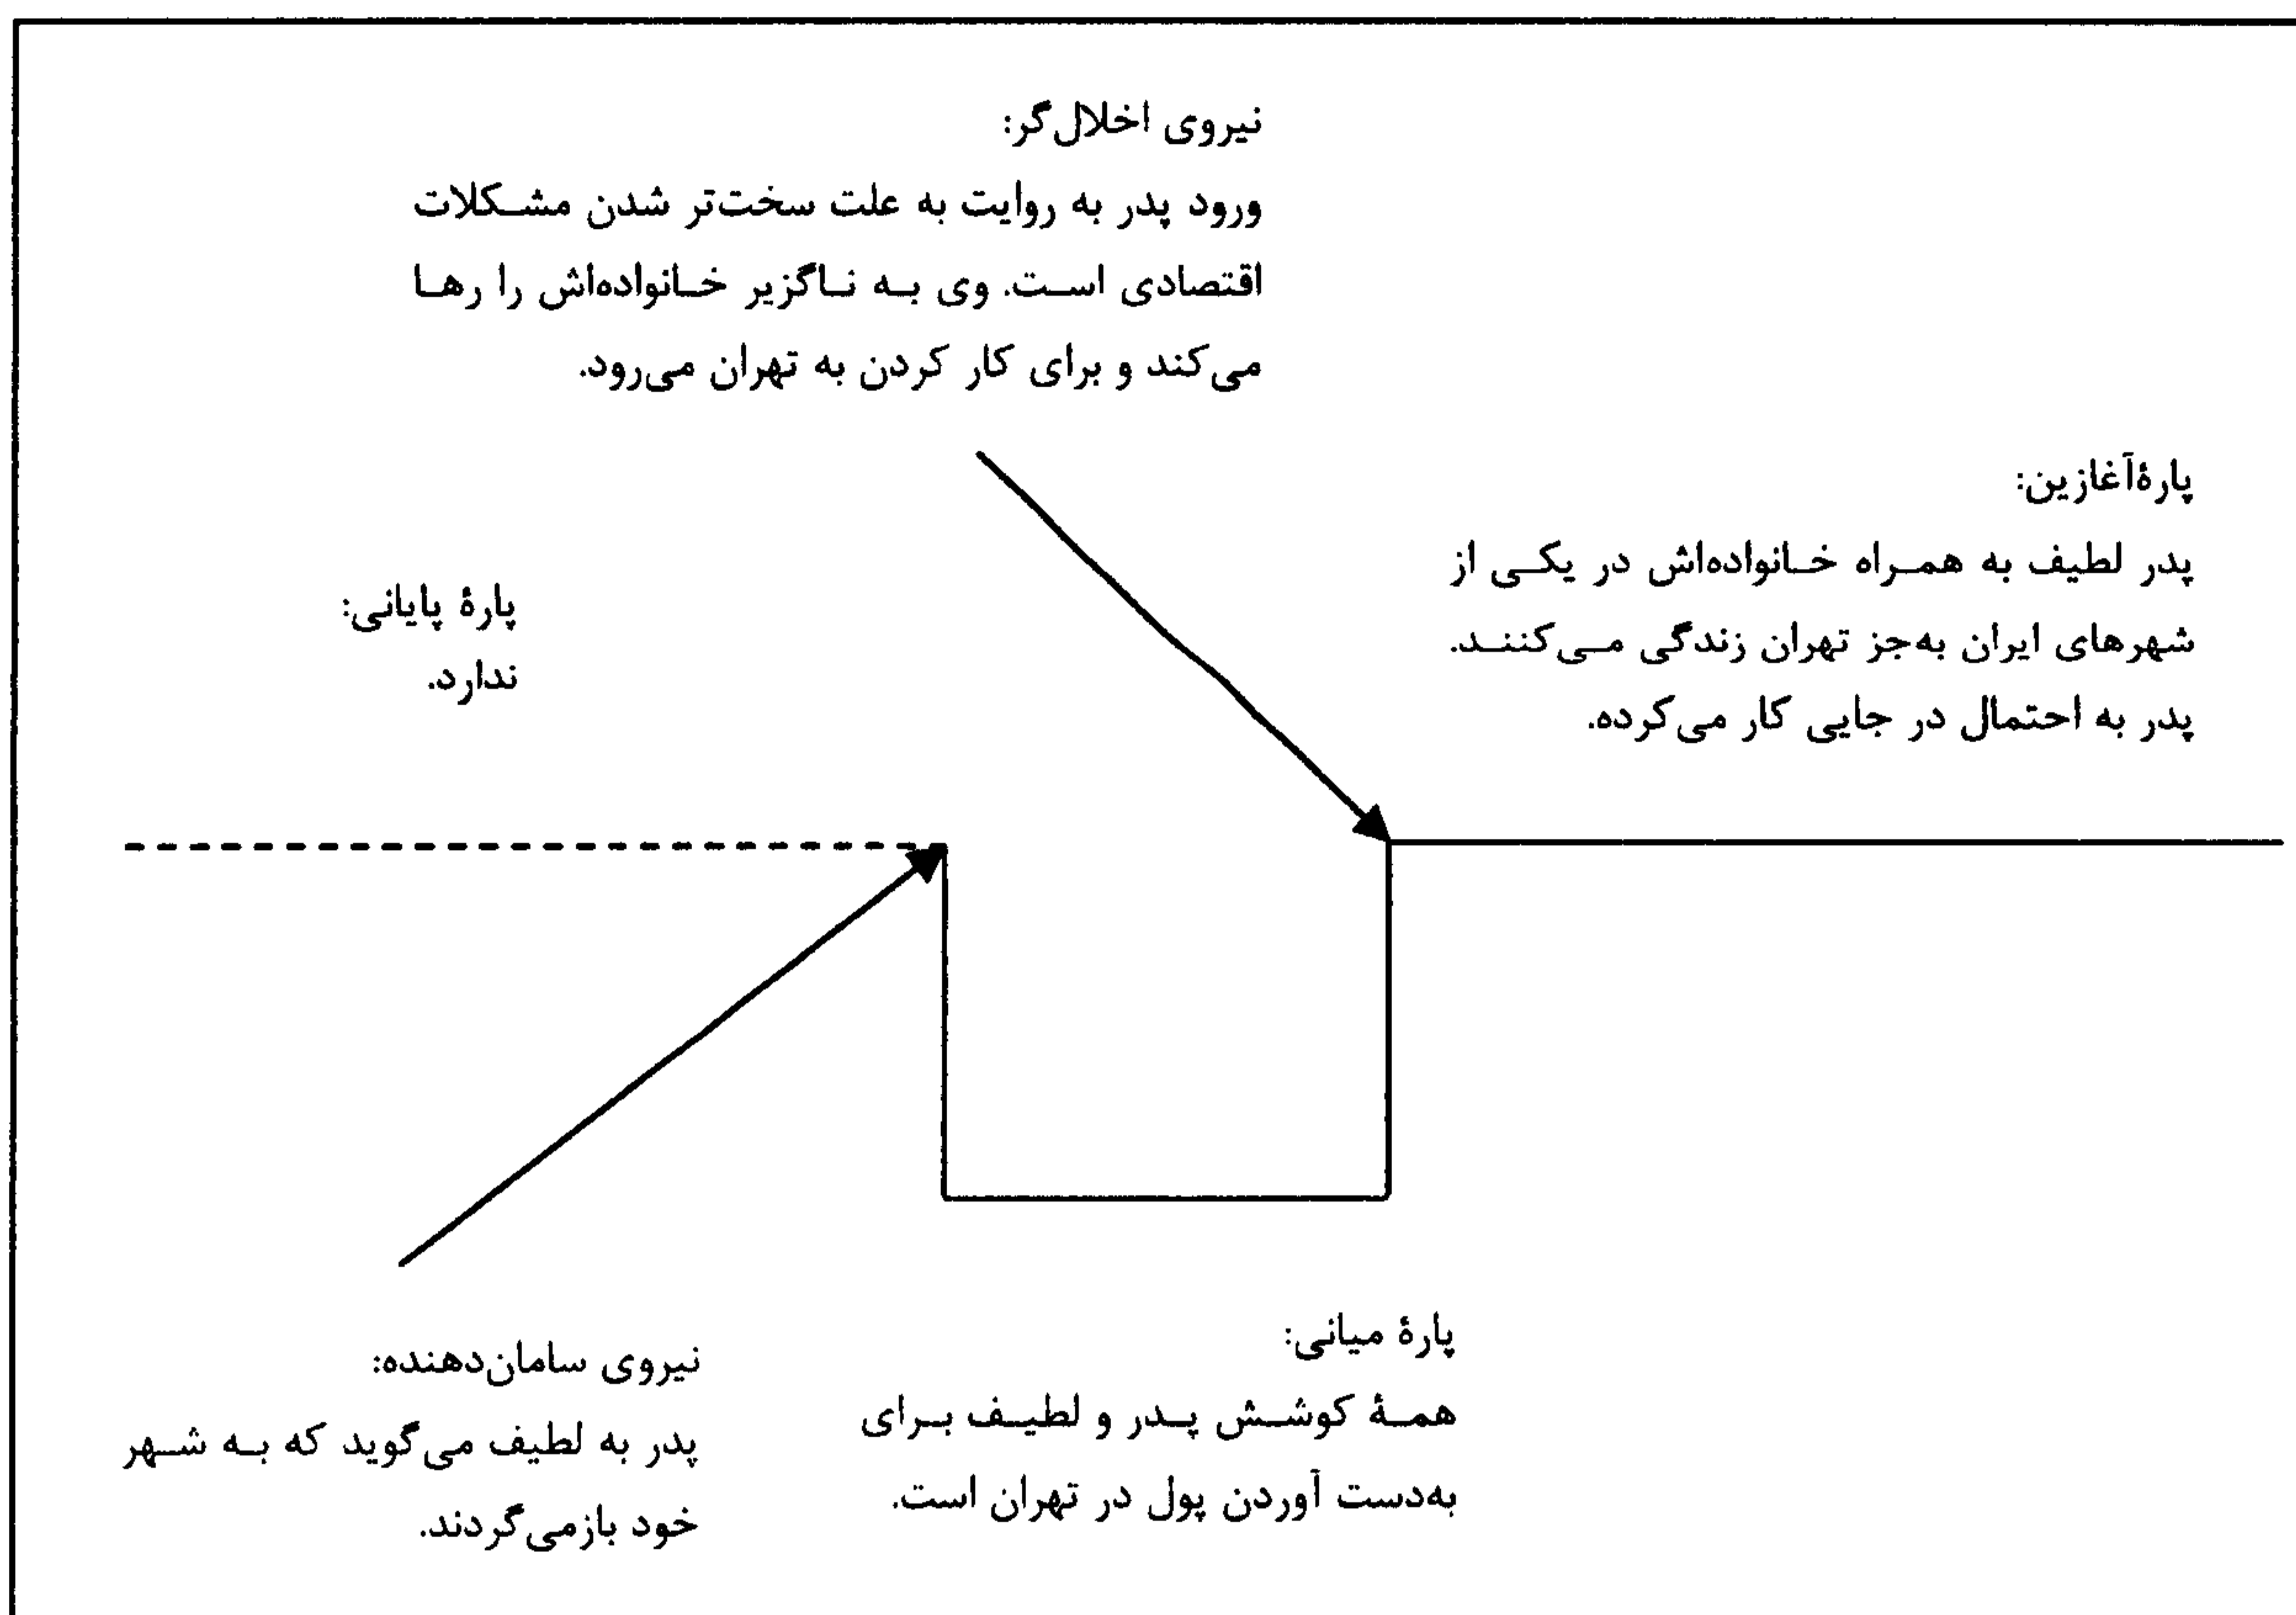 نیروی اخلال‌گر:
ورود پدر به روایت به علت سخت‌تر شدن مشکلات
اقتصادی است. وی به ناگزیر خانواده‌اش را رها
می‌کند و برای کار کردن به تهران می‌رود.
پارهٔ آغازین:
پدر لطیف به همراه خانواده‌اش در یکی از
شهرهای ایران به‌جز تهران زندگی می‌کنند.
پدر به احتمال در جایی کار می‌کرده.
پارهٔ پایانی:
ندارد.
پارهٔ میانی:
همهٔ کوشش پدر و لطیف برای
به‌دست آوردن پول در تهران است.
نیروی سامان‌دهنده:
پدر به لطیف می‌گوید که به شهر
خود بازمی‌گردند.